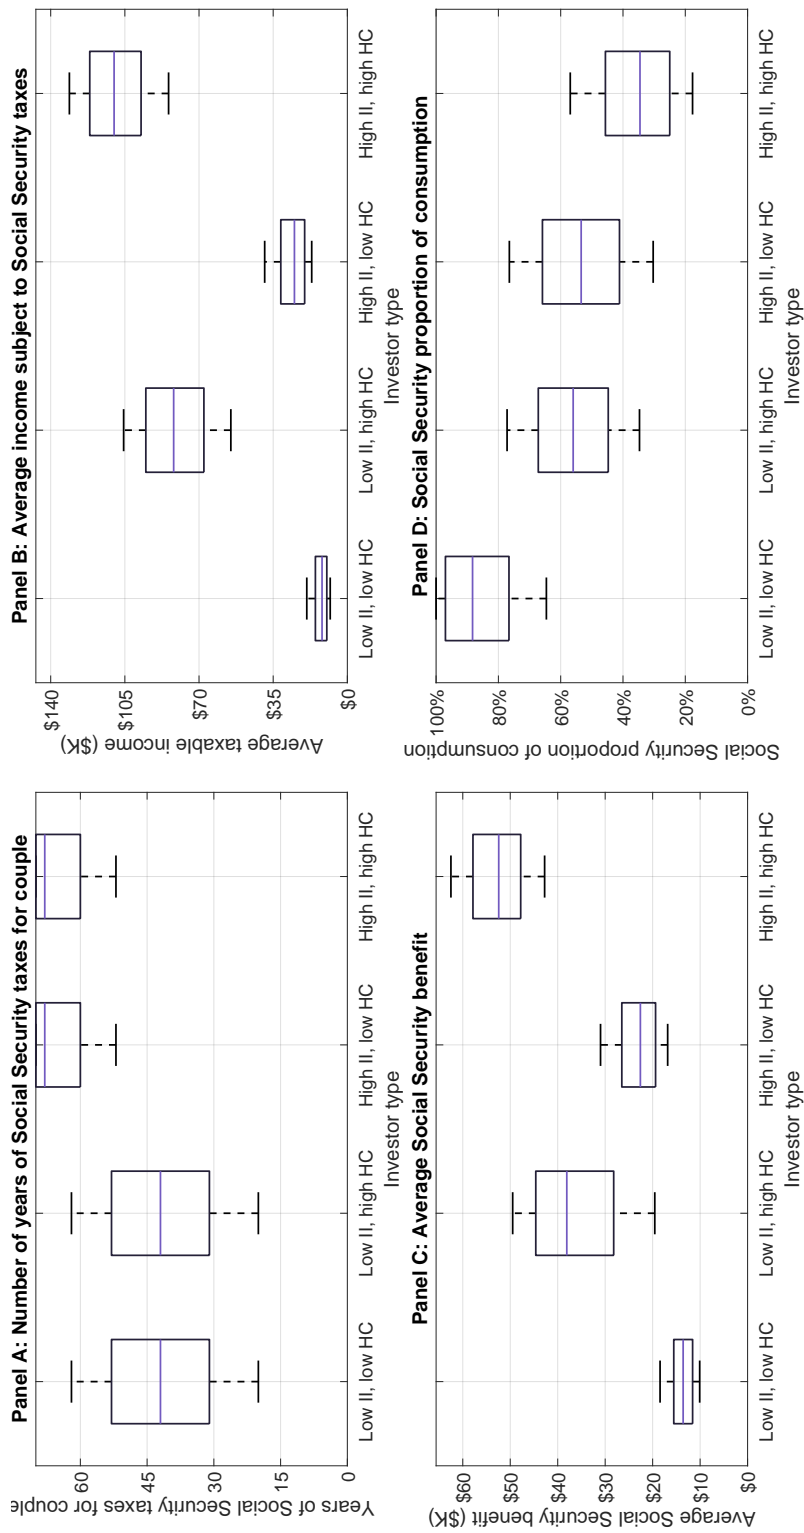 Panel A: Number of years of Social Security taxes for couple
Years of Social Security taxes for couple
60
45
30
15
0
Low II, low HC
Low II, high HC
High II, low HC
High II, high HC
Investor type
Panel B: Average income subject to Social Security taxes
Average taxable income ($K)
$140
$105
$70
$35
$0
Low II, low HC
Low II, high HC
High II, low HC
High II, high HC
Investor type
Panel C: Average Social Security benefit
Average Social Security benefit ($K)
$60
$50
$40
$30
$20
$10
$0
Low II, low HC
Low II, high HC
High II, low HC
High II, high HC
Investor type
Panel D: Social Security proportion of consumption
Social Security proportion of consumption
100%
80%
60%
40%
20%
0%
Low II, low HC
Low II, high HC
High II, low HC
High II, high HC
Investor type